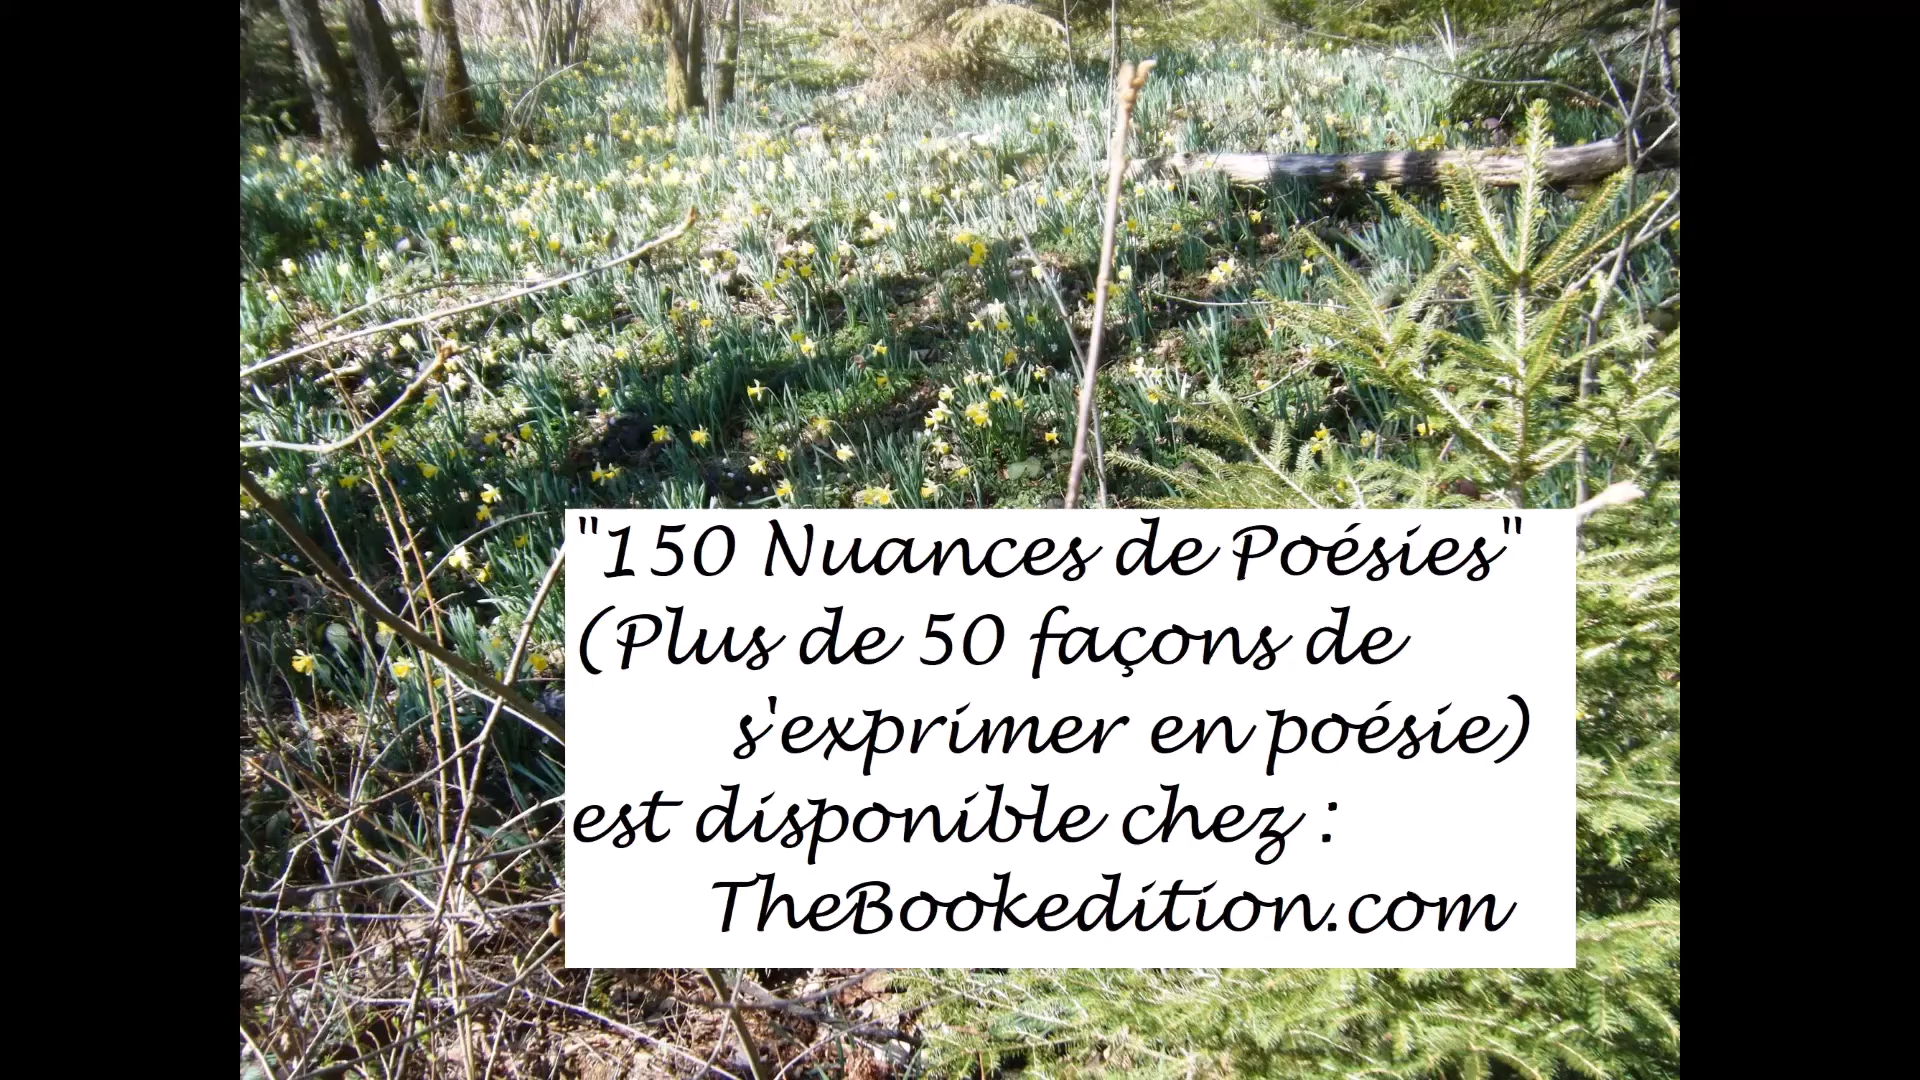 "150 Nuances de Poésies"
(Plus de 50 façons de
s'exprimer en poésie)
est disponible chez :
TheBookedition.com